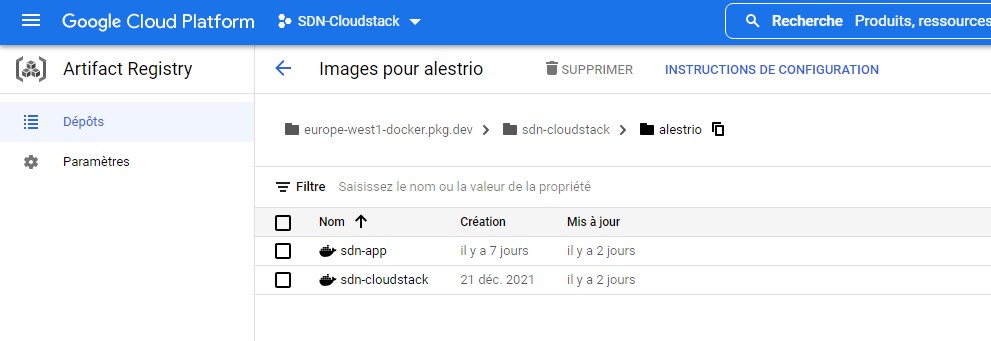 Google Cloud Platform SDN-Cloudstack Recherche Produits, ressources
Artifact Registry Images pour alestrio SUPPRIMER INSTRUCTIONS DE CONFIGURATION
Dépôts
Paramètres
europe-west1-docker.pkg.dev sdn-cloudstack alestrio
Filtre Saisissez le nom ou la valeur de la propriété
Nom Création Mis à jour
sdn-app il y a 7 jours il y a 2 jours
sdn-cloudstack 21 déc. 2021 il y a 2 jours